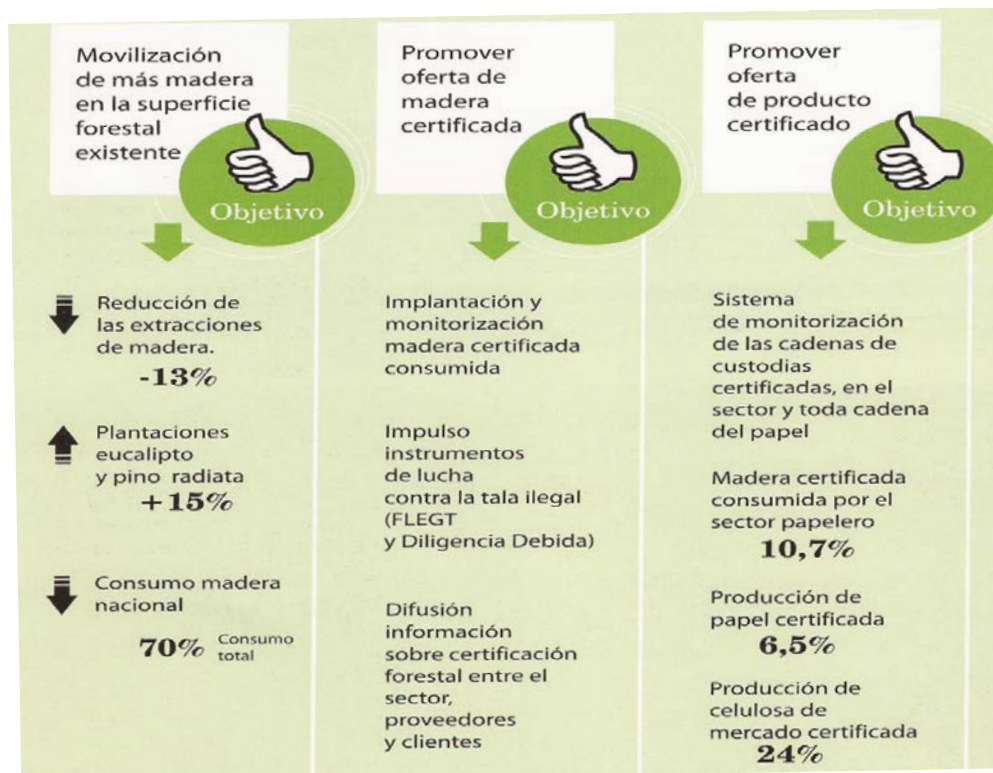 Movilización
de más madera
en la superficie
forestal
existente
Objetivo
Reducción de
las extracciones
de madera.
-13%
Plantaciones
eucalipto
y pino radiata
+15%
Consumo madera
nacional
70% Consumo
total
Promover
oferta de
madera
certificada
Objetivo
Implantación y
monitorización
madera certificada
consumida
Impulso
instrumentos
de lucha
contra la tala ilegal
(FLEGT
y Diligencia Debida)
Difusión
información
sobre certificación
forestal entre el
sector,
proveedores
y clientes
Promover
oferta
de producto
certificado
Objetivo
Sistema
de monitorización
de las cadenas de
custodias
certificadas, en el
sector y toda cadena
del papel
Madera certificada
consumida por el
sector papelero
10,7%
Producción de
papel certificada
6,5%
Producción de
celulosa de
mercado certificada
24%